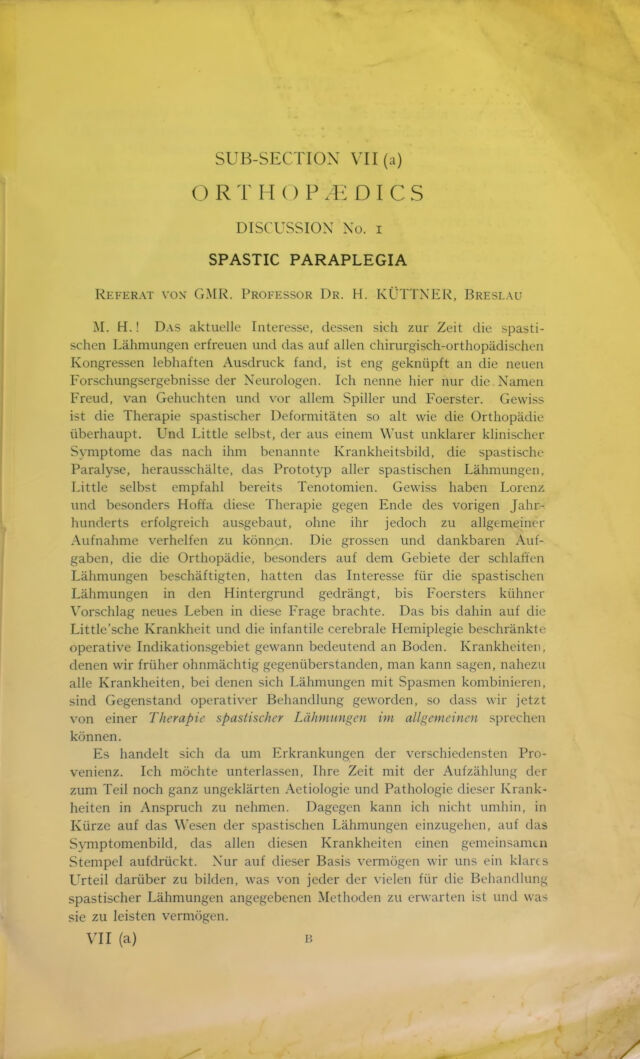 SUB-SECTION VII (a)
ORTHOPÆDICS
DISCUSSION No. 1
SPASTIC PARAPLEGIA
REFERAT VON GMR. PROFESSOR DR. H. KÜTTNER, BRESLAU
M. H.! DAS aktuelle Interesse, dessen sich zur Zeit die spasti-
schen Lähmungen erfreuen und das auf allen chirurgisch-orthopädischen
Kongressen lebhaften Ausdruck fand, ist eng geknüpft an die neuen
Forschungsergebnisse der Neurologen. Ich nenne hier nur die Namen
Freud, van Gehuchten und vor allem Spiller und Foerster. Gewiss
ist die Therapie spastischer Deformitäten so alt wie die Orthopädie
überhaupt. Und Little selbst, der aus einem Wust unklarer klinischer
Symptome das nach ihm benannte Krankheitsbild, die spastische
Paralyse, herausschälte, das Prototyp aller spastischen Lähmungen,
Little selbst empfahl bereits Tenotomien. Gewiss haben Lorenz
und besonders Hoffa diese Therapie gegen Ende des vorigen Jahr-
hunderts erfolgreich ausgebaut, ohne ihr jedoch zu allgemeiner
Aufnahme verhelfen zu können. Die grossen und dankbaren Auf-
gaben, die die Orthopädie, besonders auf dem Gebiete der schlaffen
Lähmungen beschäftigten, hatten das Interesse für die spastischen
Lähmungen in den Hintergrund gedrängt, bis Foersters kühner
Vorschlag neues Leben in diese Frage brachte. Das bis dahin auf die
Little'sche Krankheit und die infantile cerebrale Hemiplegie beschränkte
operative Indikationsgebiet gewann bedeutend an Boden. Krankheiten,
denen wir früher ohnmächtig gegenüberstanden, man kann sagen, nahezu
alle Krankheiten, bei denen sich Lähmungen mit Spasmen kombinieren,
sind Gegenstand operativer Behandlung geworden, so dass wir jetzt
von einer Therapie spastischer Lähmungen im allgemeinen sprechen
können.
Es handelt sich da um Erkrankungen der verschiedensten Pro-
venienz. Ich möchte unterlassen, Ihre Zeit mit der Aufzählung der
zum Teil noch ganz ungeklärten Aetiologie und Pathologie dieser Krank-
heiten in Anspruch zu nehmen. Dagegen kann ich nicht umhin, in
Kürze auf das Wesen der spastischen Lähmungen einzugehen, auf das
Symptomenbild, das allen diesen Krankheiten einen gemeinsamen
Stempel aufdrückt. Nur auf dieser Basis vermögen wir uns ein klares
Urteil darüber zu bilden, was von jeder der vielen für die Behandlung
spastischer Lähmungen angegebenen Methoden zu erwarten ist und was
sie zu leisten vermögen.
VII (a) B